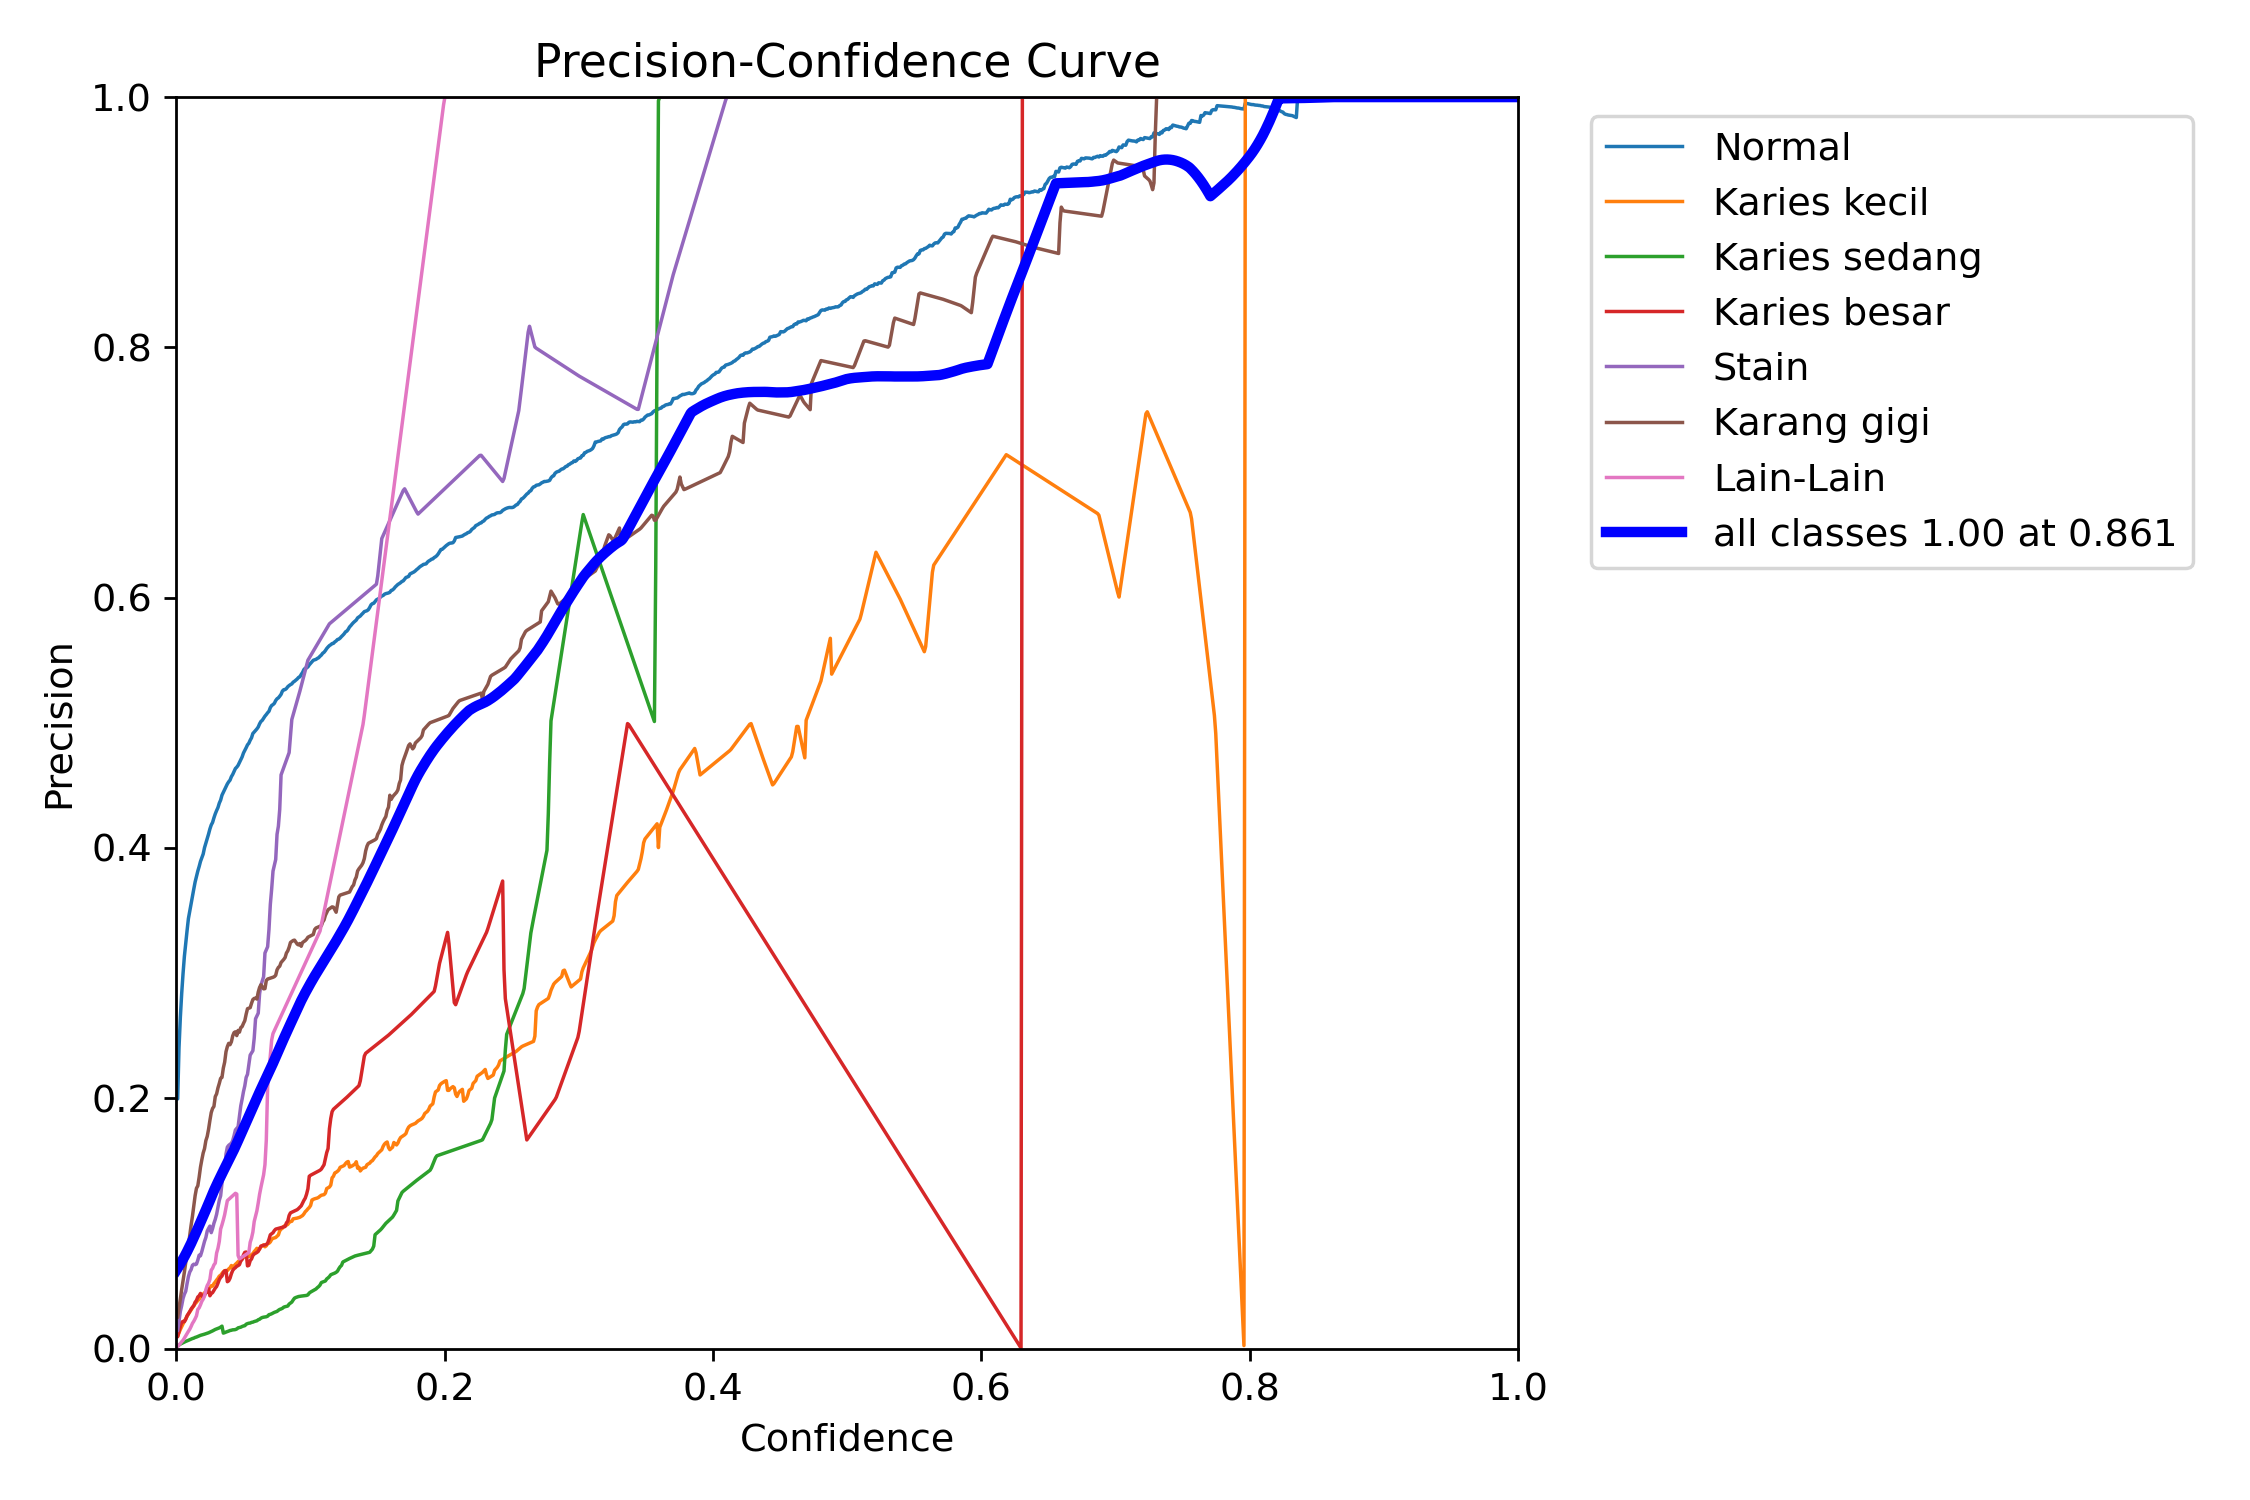 Precision-Confidence Curve
1.0
0.8
0.6
0.4
0.2
0.0
Precision
0.0 0.2 0.4 0.6 0.8 1.0
Confidence
Normal
Karies kecil
Karies sedang
Karies besar
Stain
Karang gigi
Lain-Lain
all classes 1.00 at 0.861